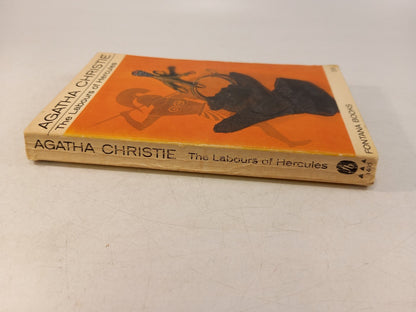 AGATHA CHRISTIE
The Labours of Hercules
FONTANA BOOKS
AGATHA CHRISTIE The Labours of Hercules